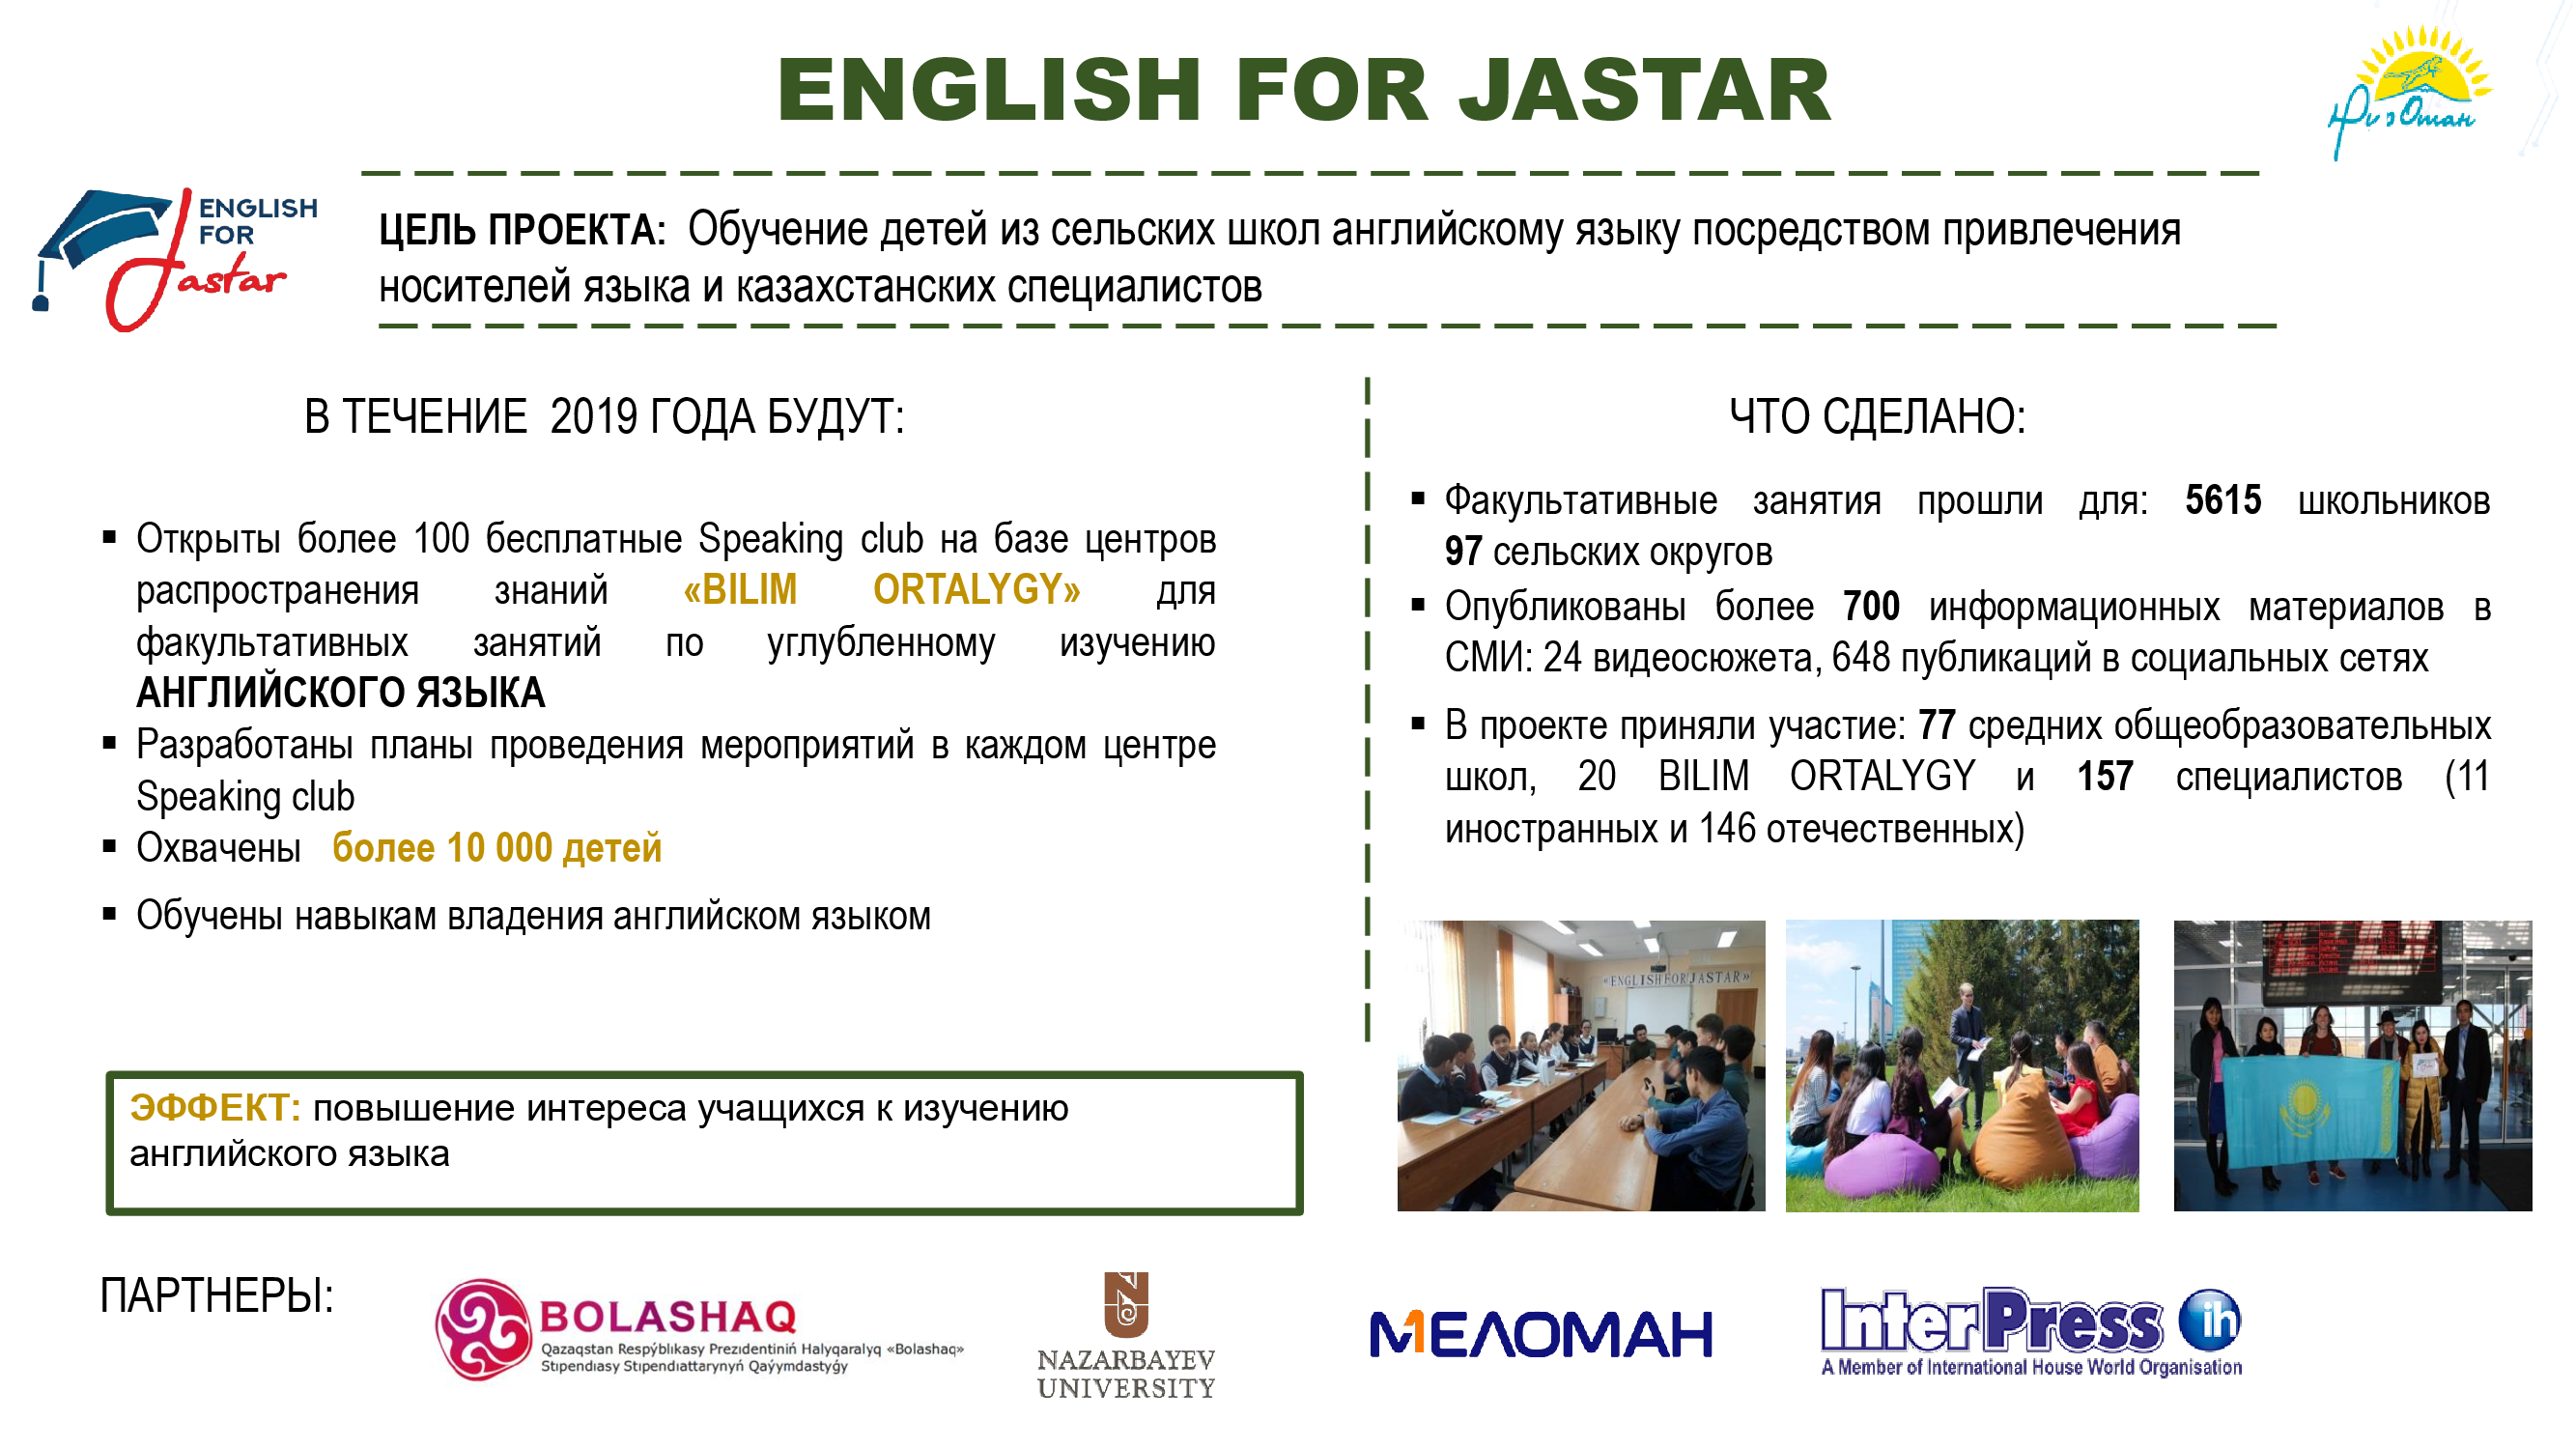 ENGLISH FOR JASTAR
Нұр Отан
ENGLISH
FOR
Jastar
ЦЕЛЬ ПРОЕКТА: Обучение детей из сельских школ английскому языку посредством привлечения
носителей языка и казахстанских специалистов
В ТЕЧЕНИЕ 2019 ГОДА БУДУТ:
▪ Открыты более 100 бесплатные Speaking club на базе центров
распространения знаний «BILIM ORTALYGY» для
факультативных занятий по углубленному изучению
АНГЛИЙСКОГО ЯЗЫКА
▪ Разработаны планы проведения мероприятий в каждом центре
Speaking club
▪ Охвачены более 10 000 детей
▪ Обучены навыкам владения английском языком
ЭФФЕКТ: повышение интереса учащихся к изучению
английского языка
ЧТО СДЕЛАНО:
▪ Факультативные занятия прошли для: 5615 школьников
97 сельских округов
▪ Опубликованы более 700 информационных материалов в
СМИ: 24 видеосюжета, 648 публикаций в социальных сетях
▪ В проекте приняли участие: 77 средних общеобразовательных
школ, 20 BILIM ORTALYGY и 157 специалистов (11
иностранных и 146 отечественных)
«ENGLISH FOR JASTAR»
ПАРТНЕРЫ:
BOLASHAQ
Qazaqstan Respýblıkasy Prezıdentiniń Halyqaralyq «Bolashaq»
Stıpendıasy Stıpendıattarynyń Qaýymdastyǵy
NAZARBAYEV
UNIVERSITY
МЕЛОМАН
InterPress ih
A Member of International House World Organisation